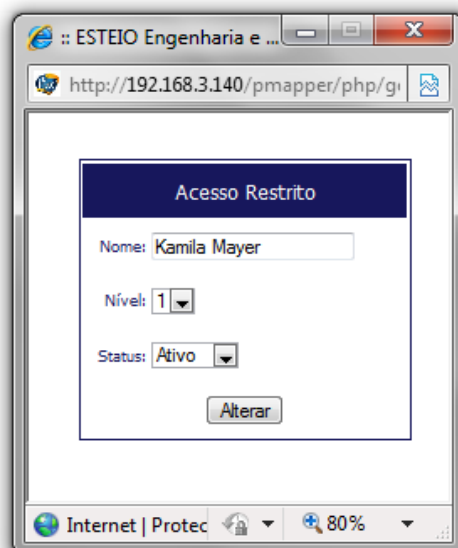 :: ESTEIO Engenharia e ...
http://192.168.3.140/pmapper/php/g
Acesso Restrito
Nome: Kamila Mayer
Nível: 1
Status: Ativo
Alterar
Internet | Protec
80%